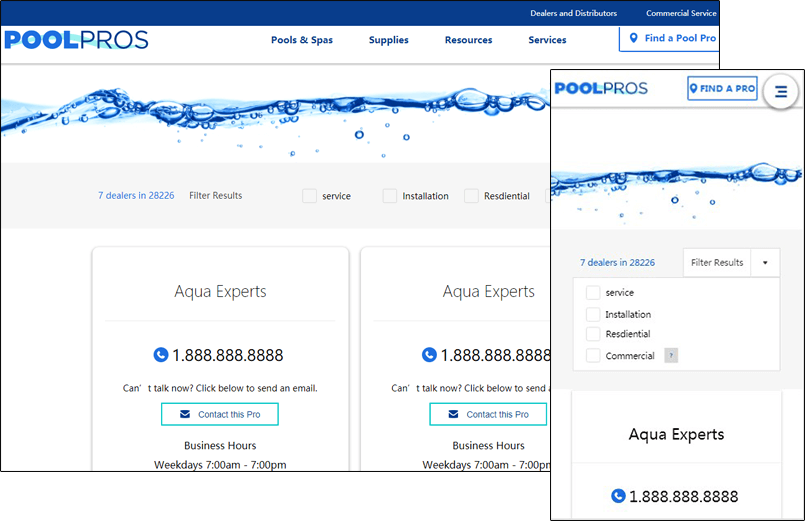 Dealers and Distributors Commercial Service
POOLPROS Pools & Spas Supplies Resources Services Find a Pool Pro
7 dealers in 28226 Filter Results service Installation Resdiential
Aqua Experts Aqua Experts
1.888.888.8888 1.888.888.8888
Can't talk now? Click below to send an email. Can't talk now? Click below to send
Contact this Pro Contact this Pro
Business Hours Business Hours
Weekdays 7:00am - 7:00pm Weekdays 7:00am - 7:00pm
POOLPROS FIND A PRO
7 dealers in 28226 Filter Results
service
Installation
Resdiential
Commercial ?
Aqua Experts
1.888.888.8888